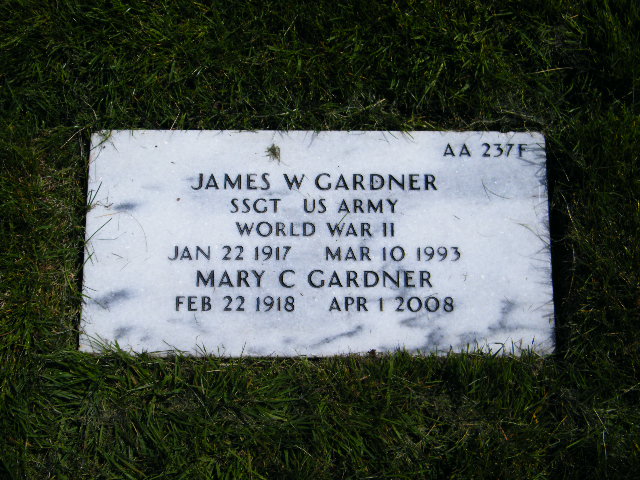 AA 237F
JAMES W GARDNER
SSGT US ARMY
WORLD WAR II
JAN 22 1917 MAR 10 1993
MARY C GARDNER
FEB 22 1918 APR 1 2008